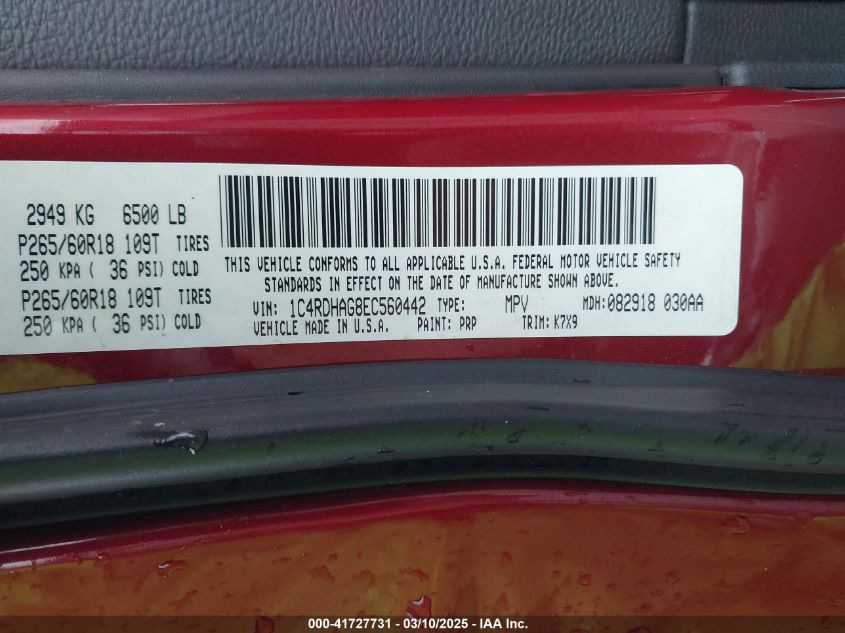 2949 KG 6500 LB
P265/60R18 109T TIRES
250 KPA ( 36 PSI) COLD
P265/60R18 109T TIRES
250 KPA ( 36 PSI) COLD
THIS VEHICLE CONFORMS TO ALL APPLICABLE U.S.A. FEDERAL MOTOR VEHICLE SAFETY
STANDARDS IN EFFECT ON THE DATE OF MANUFACTURE SHOWN ABOVE.
VIN: 1C4RDHAG8EC560442 TYPE: MPV MDH: 082918 030AA
VEHICLE MADE IN U.S.A. PAINT: PRP TRIM: K7X9
000-41727731 — 03/10/2025 — IAA Inc.